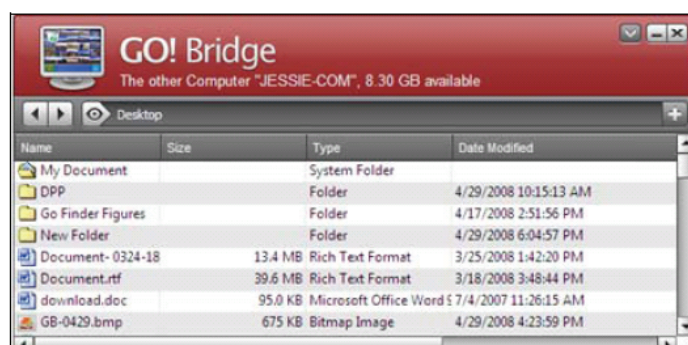 GO! Bridge
The other Computer "JESSIE-COM", 8.30 GB available
Desktop
Name Size Type Date Modified
My Document System Folder
DPP Folder 4/29/2008 10:15:13 AM
Go Finder Figures Folder 4/17/2008 2:51:56 PM
New Folder Folder 4/29/2008 6:04:57 PM
Document- 0324-18 13.4 MB Rich Text Format 3/25/2008 1:42:20 PM
Document.rtf 39.6 MB Rich Text Format 3/18/2008 3:48:44 PM
download.doc 95.0 KB Microsoft Office Word 9 7/4/2007 11:26:15 AM
GB-0429.bmp 675 KB Bitmap Image 4/29/2008 4:23:59 PM